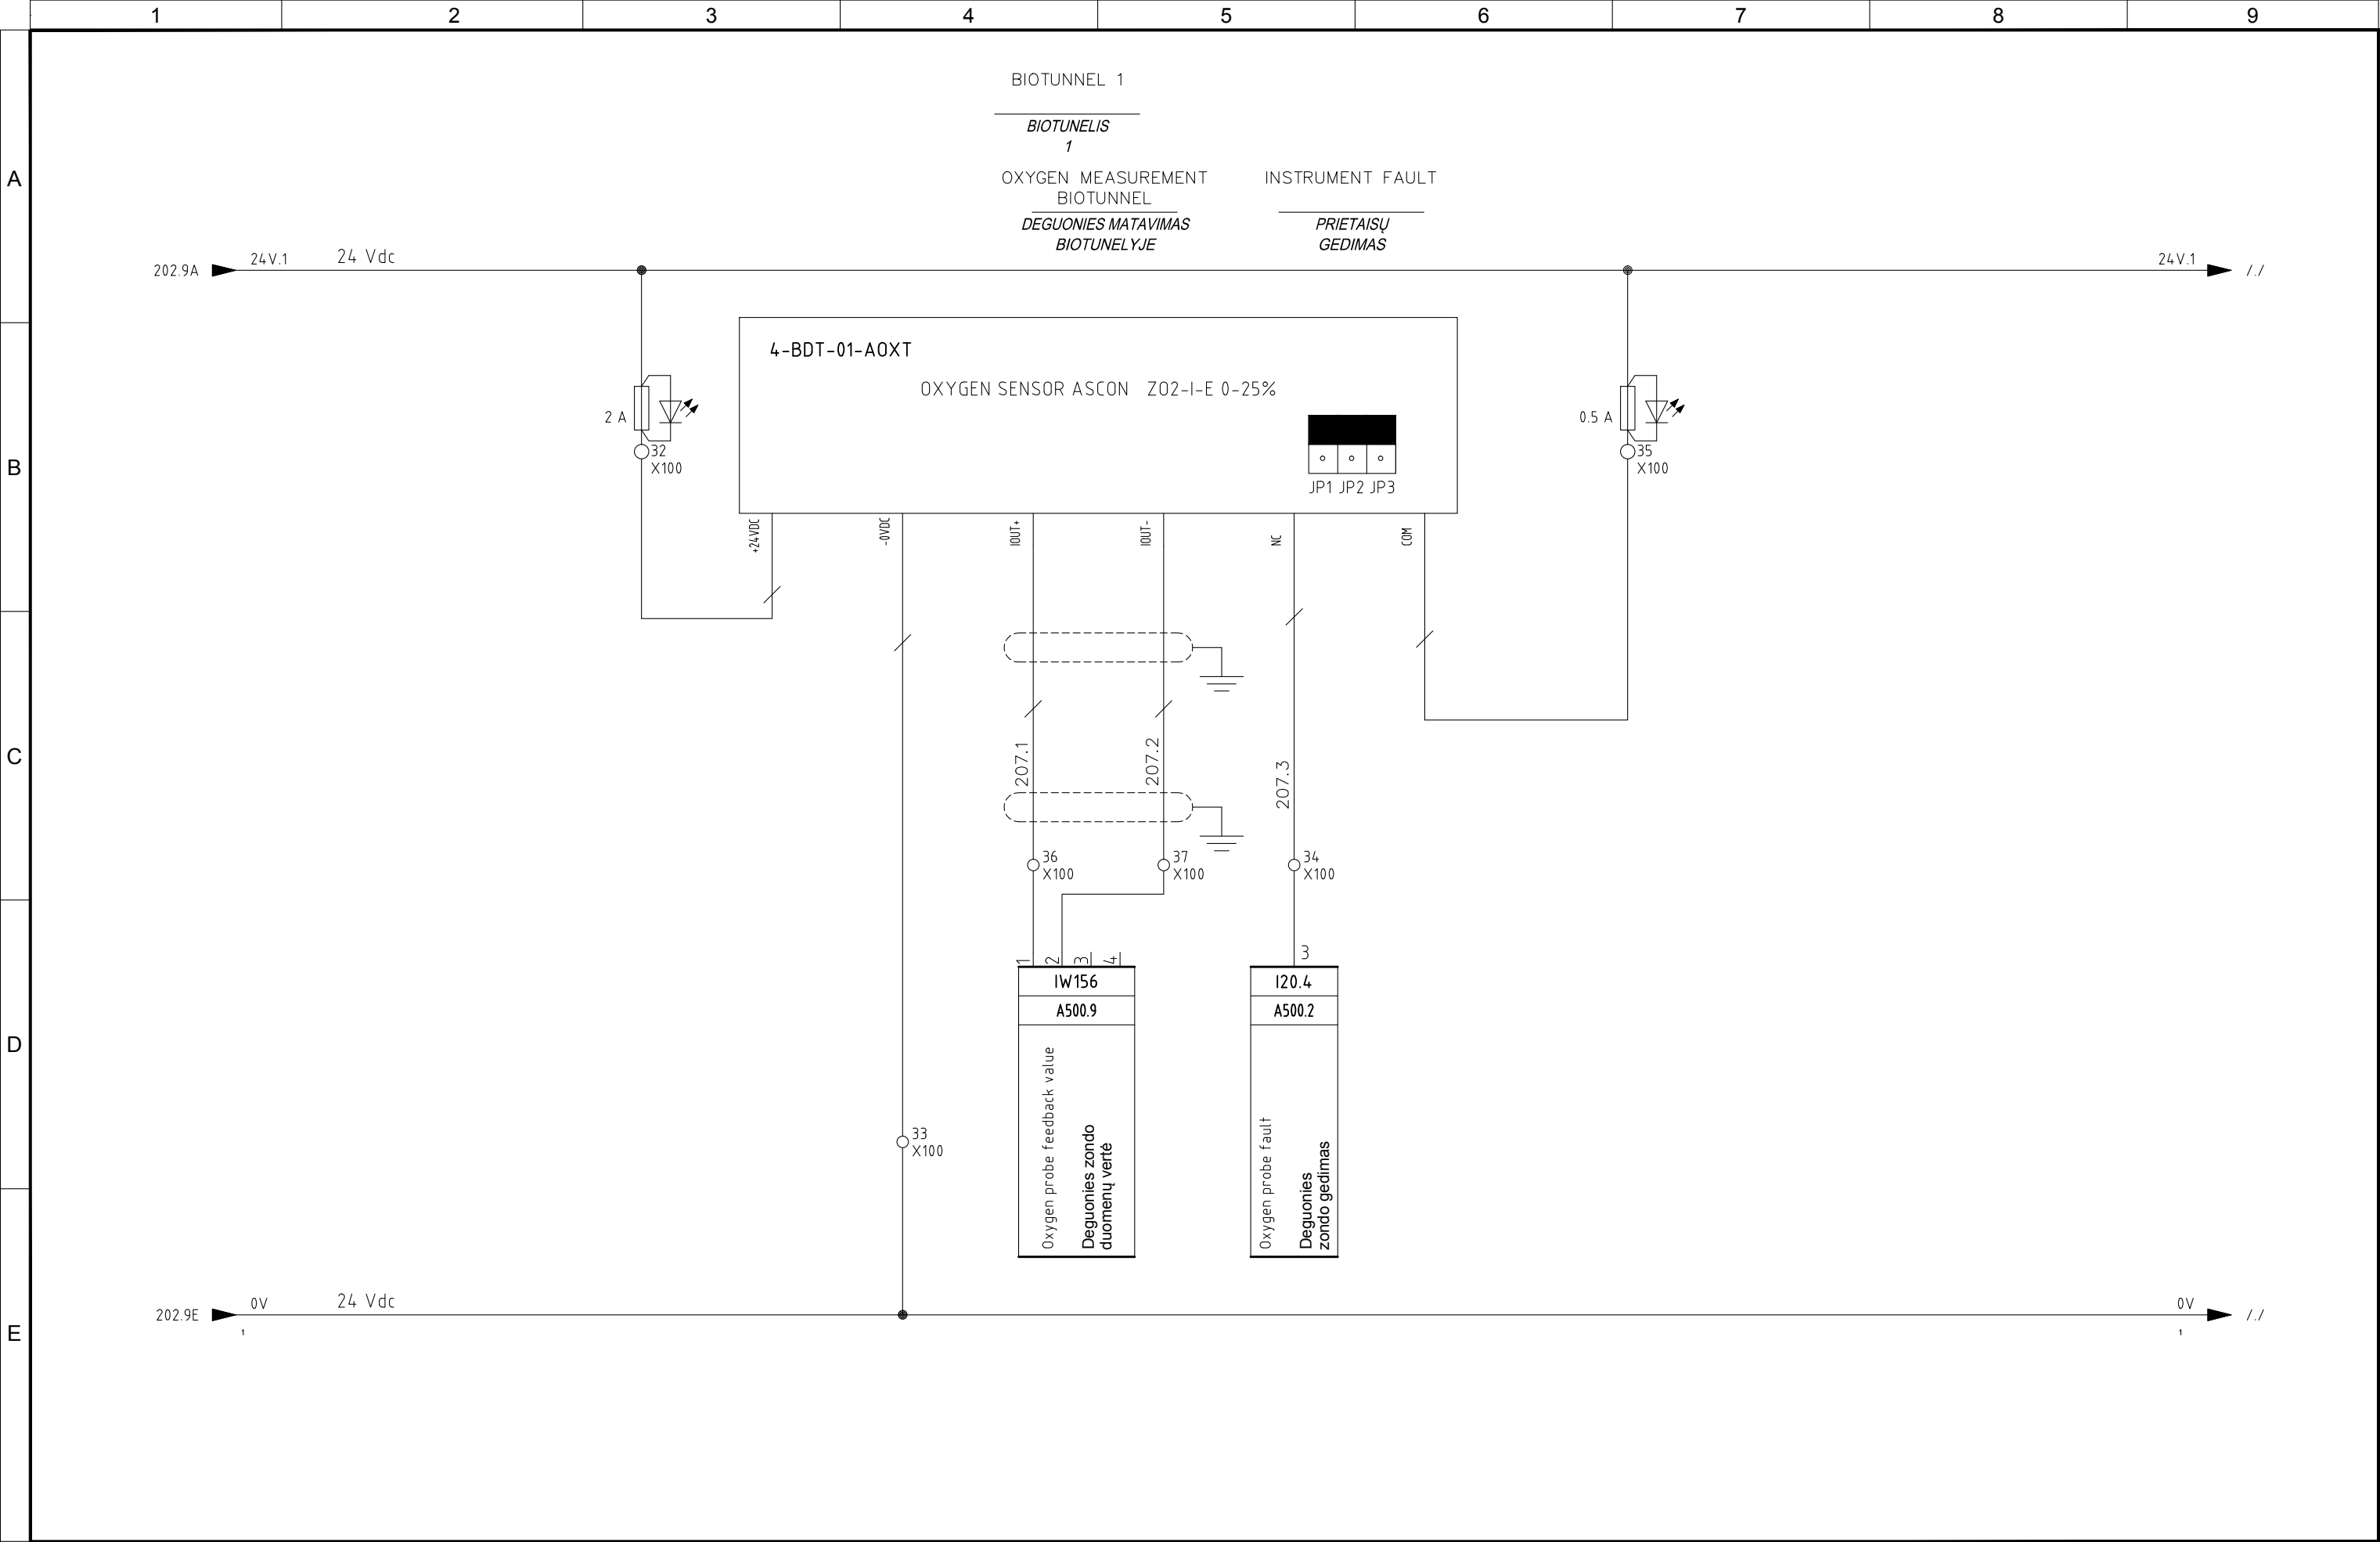 1 2 3 4 5 6 7 8 9
BIOTUNNEL 1
BIOTUNELIS
1
A
OXYGEN MEASUREMENT
BIOTUNNEL
DEGUONIES MATAVIMAS
BIOTUNELYJE
INSTRUMENT FAULT
PRIETAISŲ
GEDIMAS
202.9A 24V.1 24 Vdc 24V.1 /./
4-BDT-01-AOXT
OXYGEN SENSOR ASCON ZO2-I-E 0-25%
2 A
0.5 A
B
32
X100
35
X100
JP1 JP2 JP3
+24VDC
-0VDC
IOUT+
IOUT-
NC
COM
C
207.1
207.2
207.3
36
X100
37
X100
34
X100
1
2
3
4
3
IW156
A500.9
I20.4
A500.2
D
Oxygen probe feedback value
Deguonies zondo
duomenų vertė
Oxygen probe fault
Deguonies
zondo gedimas
33
X100
E
202.9E 0V 24 Vdc 0V /./
1
1